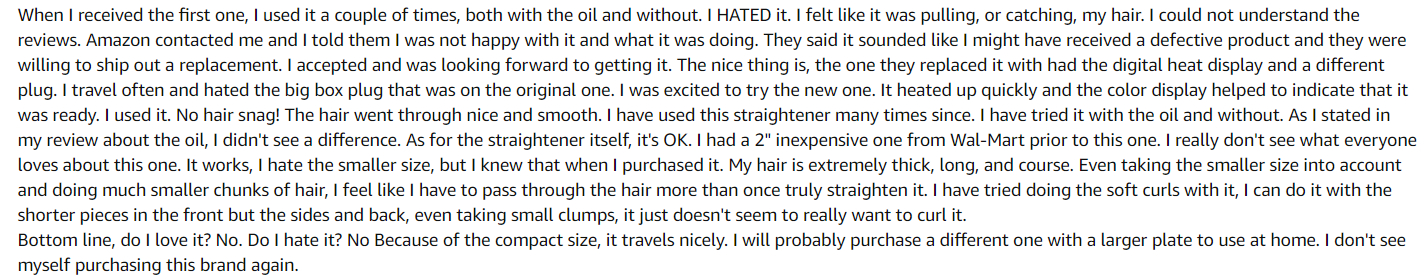 When I received the first one, I used it a couple of times, both with the oil and without. I HATED it. I felt like it was pulling, or catching, my hair. I could not understand the
reviews. Amazon contacted me and I told them I was not happy with it and what it was doing. They said it sounded like I might have received a defective product and they were
willing to ship out a replacement. I accepted and was looking forward to getting it. The nice thing is, the one they replaced it with had the digital heat display and a different
plug. I travel often and hated the big box plug that was on the original one. I was excited to try the new one. It heated up quickly and the color display helped to indicate that it
was ready. I used it. No hair snag! The hair went through nice and smooth. I have used this straightener many times since. I have tried it with the oil and without. As I stated in
my review about the oil, I didn't see a difference. As for the straightener itself, it's OK. I had a 2" inexpensive one from Wal-Mart prior to this one. I really don't see what everyone
loves about this one. It works, I hate the smaller size, but I knew that when I purchased it. My hair is extremely thick, long, and course. Even taking the smaller size into account
and doing much smaller chunks of hair, I feel like I have to pass through the hair more than once truly straighten it. I have tried doing the soft curls with it, I can do it with the
shorter pieces in the front but the sides and back, even taking small clumps, it just doesn't seem to really want to curl it.
Bottom line, do I love it? No. Do I hate it? No Because of the compact size, it travels nicely. I will probably purchase a different one with a larger plate to use at home. I don't see
myself purchasing this brand again.